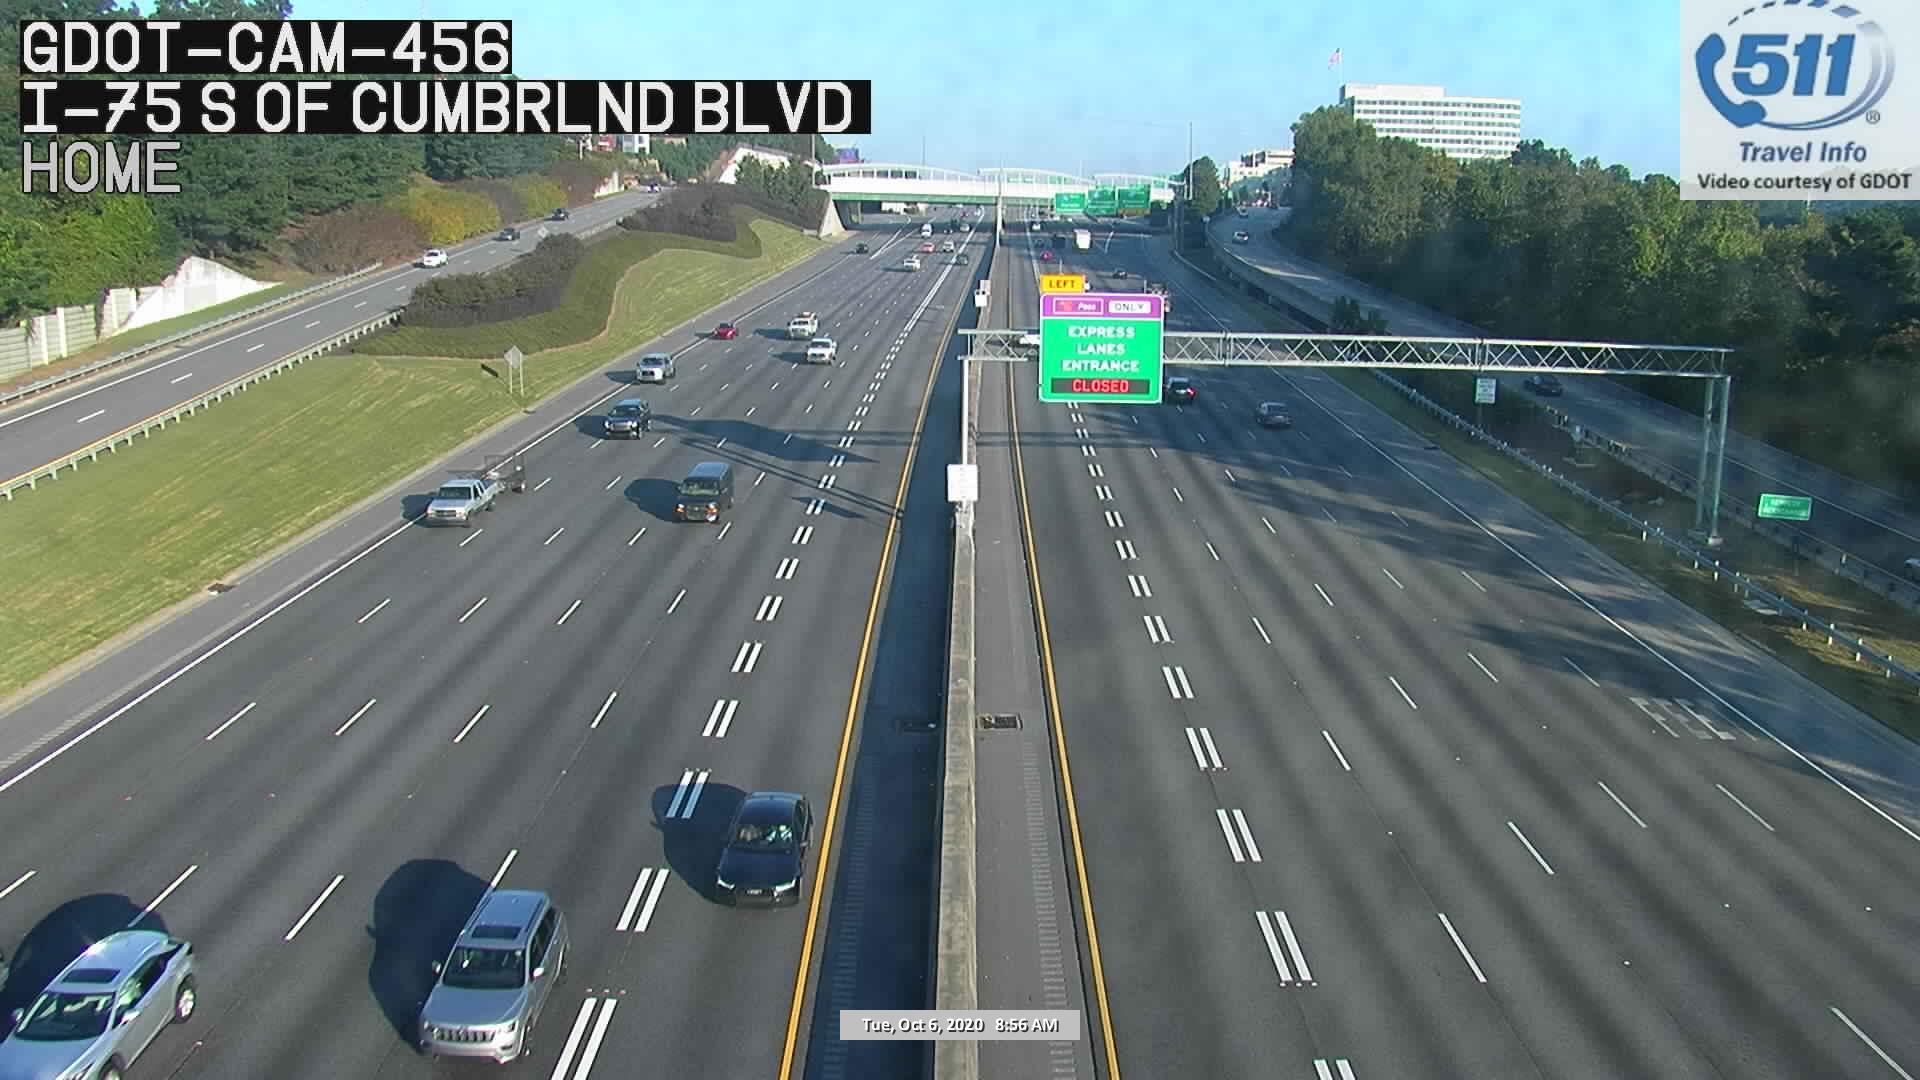 GDOT-CAM-456
I-75 S OF CUMBRLND BLVD
HOME
511
®
Travel Info
Video courtesy of GDOT
LEFT
Pass ONLY
EXPRESS
LANES
ENTRANCE
CLOSED
Tue, Oct 6, 2020 8:56 AM